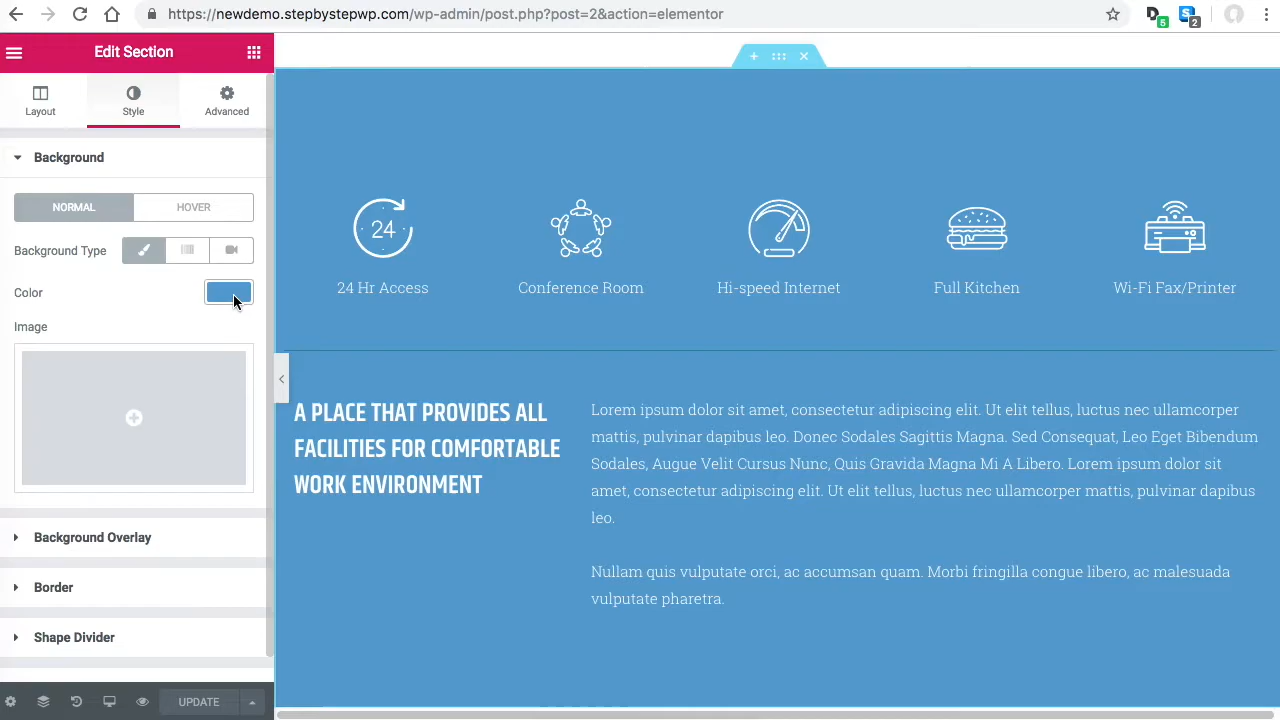 https://newdemo.stepbystepwp.com/wp-admin/post.php?post=2&action=elementor
5
2
Edit Section
Layout
Style
Advanced
Background
NORMAL
HOVER
Background Type
Color
Image
Background Overlay
Border
Shape Divider
UPDATE
24
24 Hr Access
Conference Room
Hi-speed Internet
Full Kitchen
Wi-Fi Fax/Printer
A PLACE THAT PROVIDES ALL
FACILITIES FOR COMFORTABLE
WORK ENVIRONMENT
Lorem ipsum dolor sit amet, consectetur adipiscing elit. Ut elit tellus, luctus nec ullamcorper
mattis, pulvinar dapibus leo. Donec Sodales Sagittis Magna. Sed Consequat, Leo Eget Bibendum
Sodales, Augue Velit Cursus Nunc, Quis Gravida Magna Mi A Libero. Lorem ipsum dolor sit
amet, consectetur adipiscing elit. Ut elit tellus, luctus nec ullamcorper mattis, pulvinar dapibus
leo.
Nullam quis vulputate orci, ac accumsan quam. Morbi fringilla congue libero, ac malesuada
vulputate pharetra.